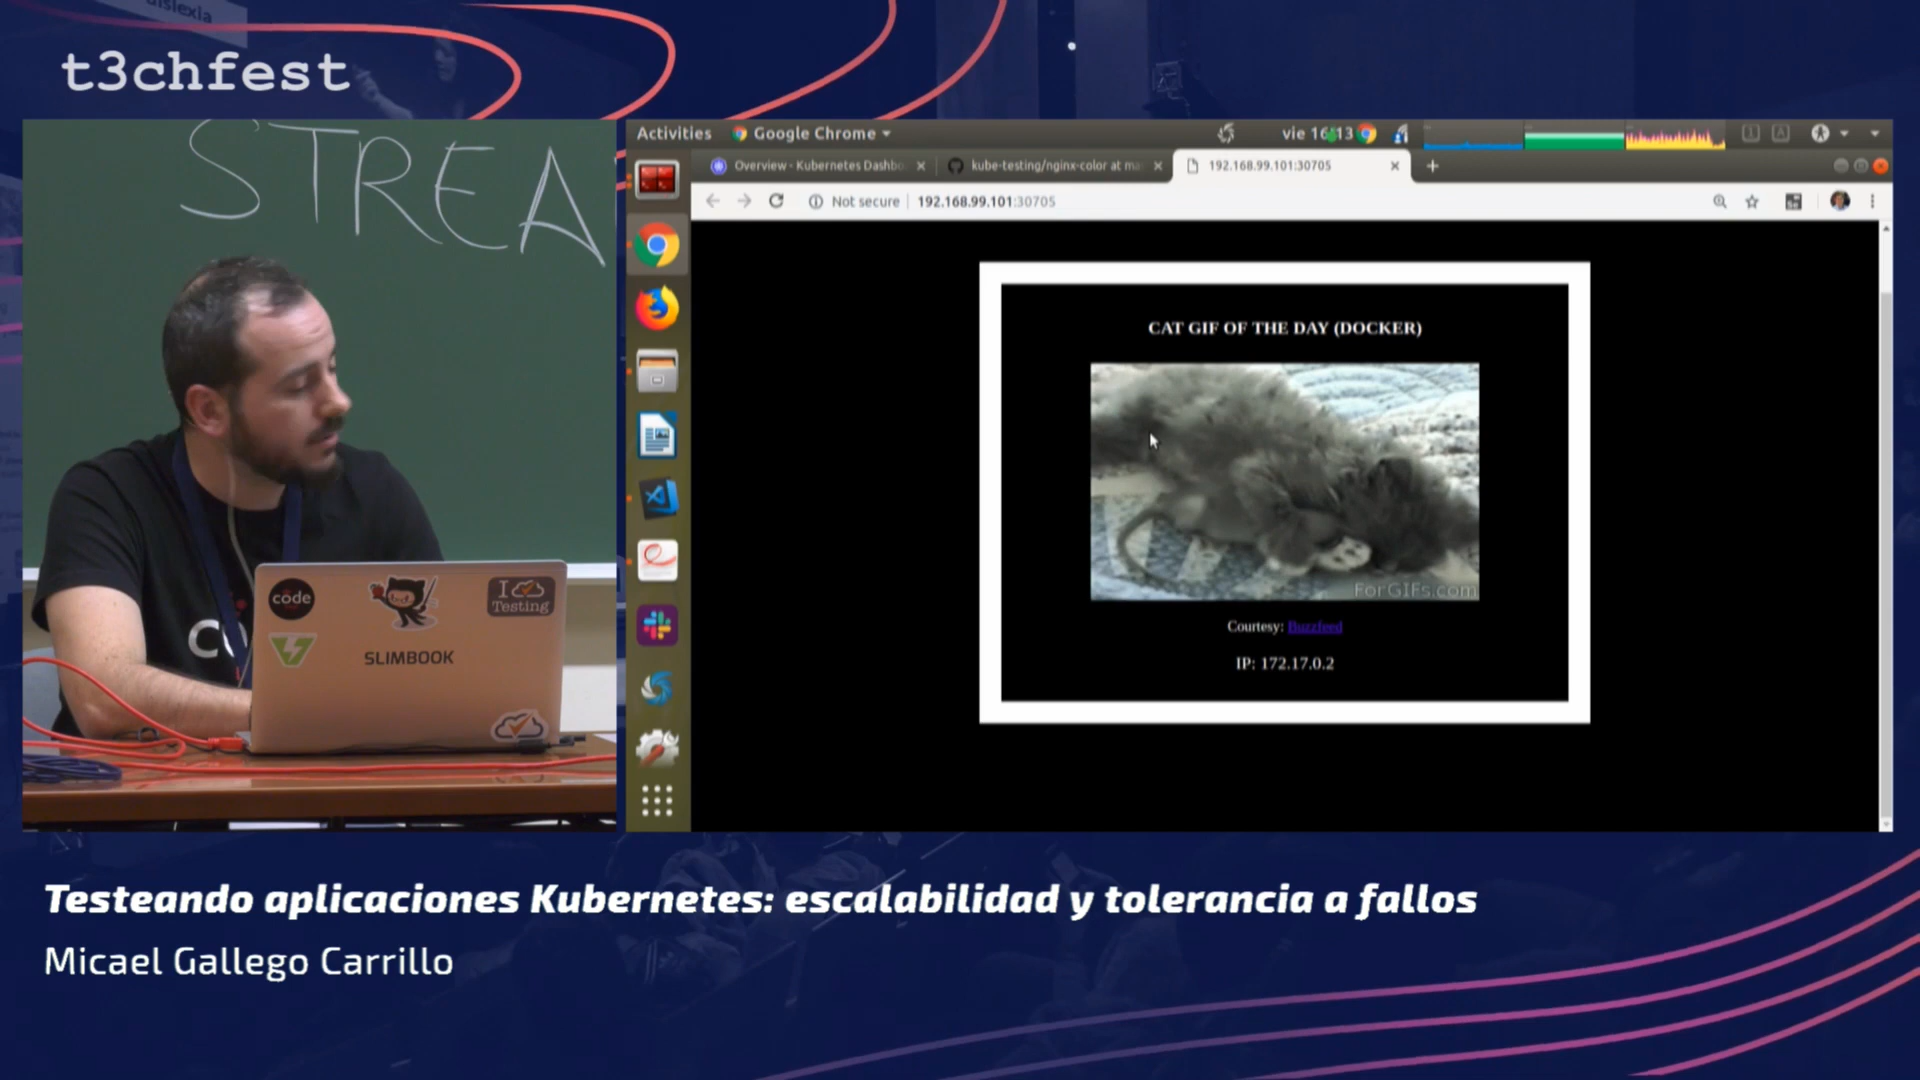 t3chfest
STREA
code
I Testing
SLIMBOOK
Activities
Google Chrome
vie 16:13
Overview - Kubernetes Dashbo
kube-testing/nginx-color at ma
192.168.99.101:30705
Not secure
192.168.99.101:30705
CAT GIF OF THE DAY (DOCKER)
ForGIFs.com
Courtesy: Buzzfeed
IP: 172.17.0.2
Testeando aplicaciones Kubernetes: escalabilidad y tolerancia a fallos
Micael Gallego Carrillo